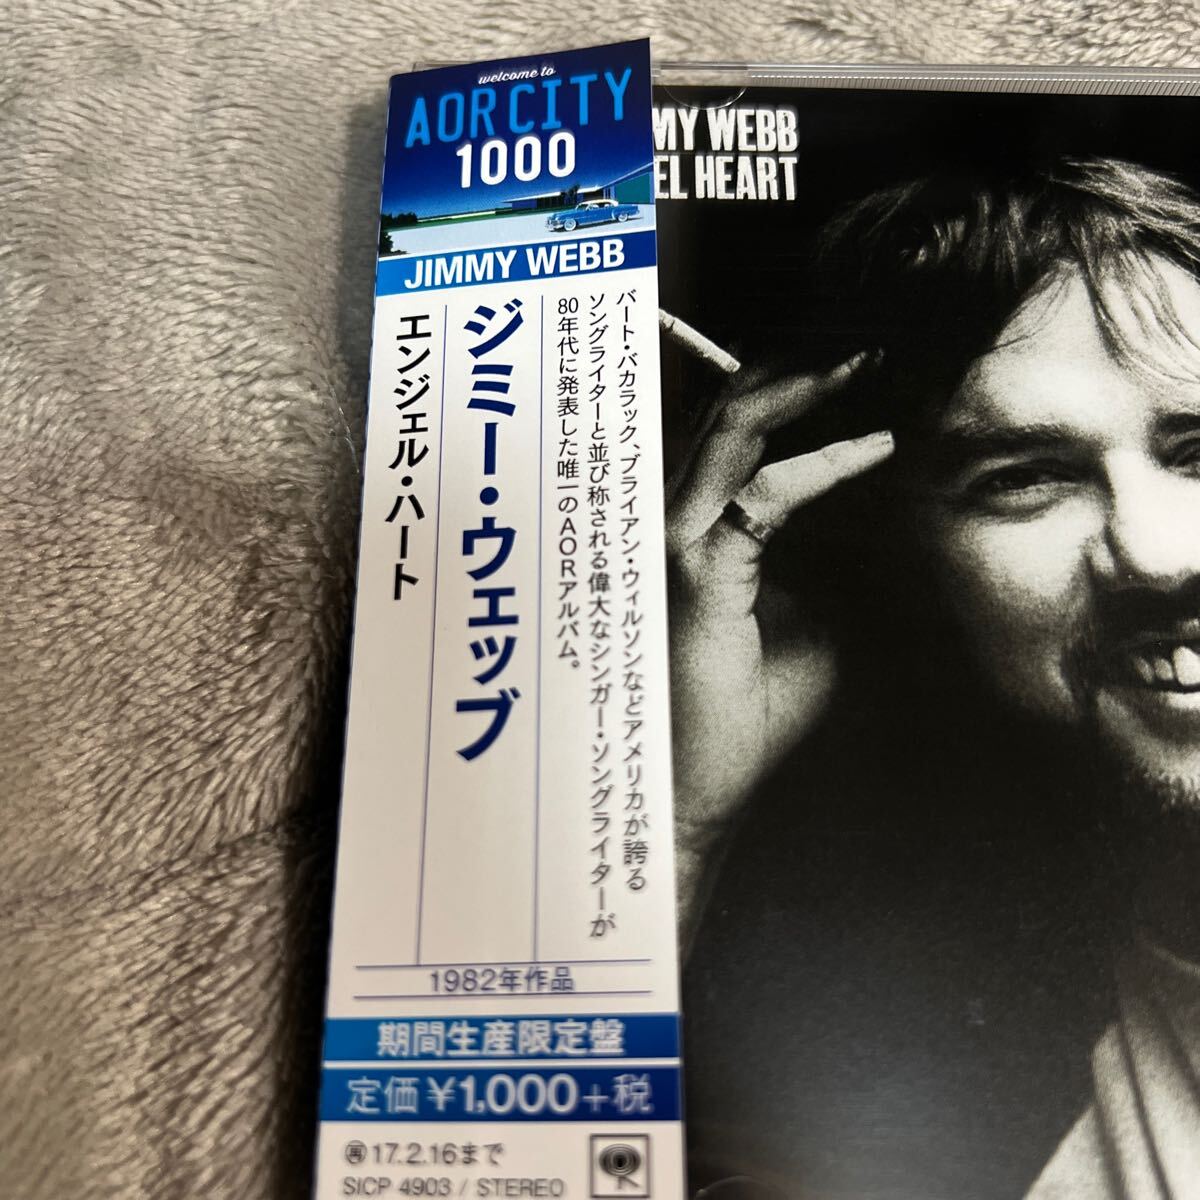 welcome to
AOR CITY
1000
JIMMY WEBB
バート・バカラック、ブライアン・ウィルソンなどアメリカが誇る
ソングライターと並び称される偉大なシンガー・ソングライターが
80年代に発表した唯一のAORアルバム。
ジミー・ウェッブ
エンジェル・ハート
1982年作品
期間生産限定盤
定価¥1,000+税
再17.2.16まで
SICP 4903 / STEREO
MY WEBB
EL HEART